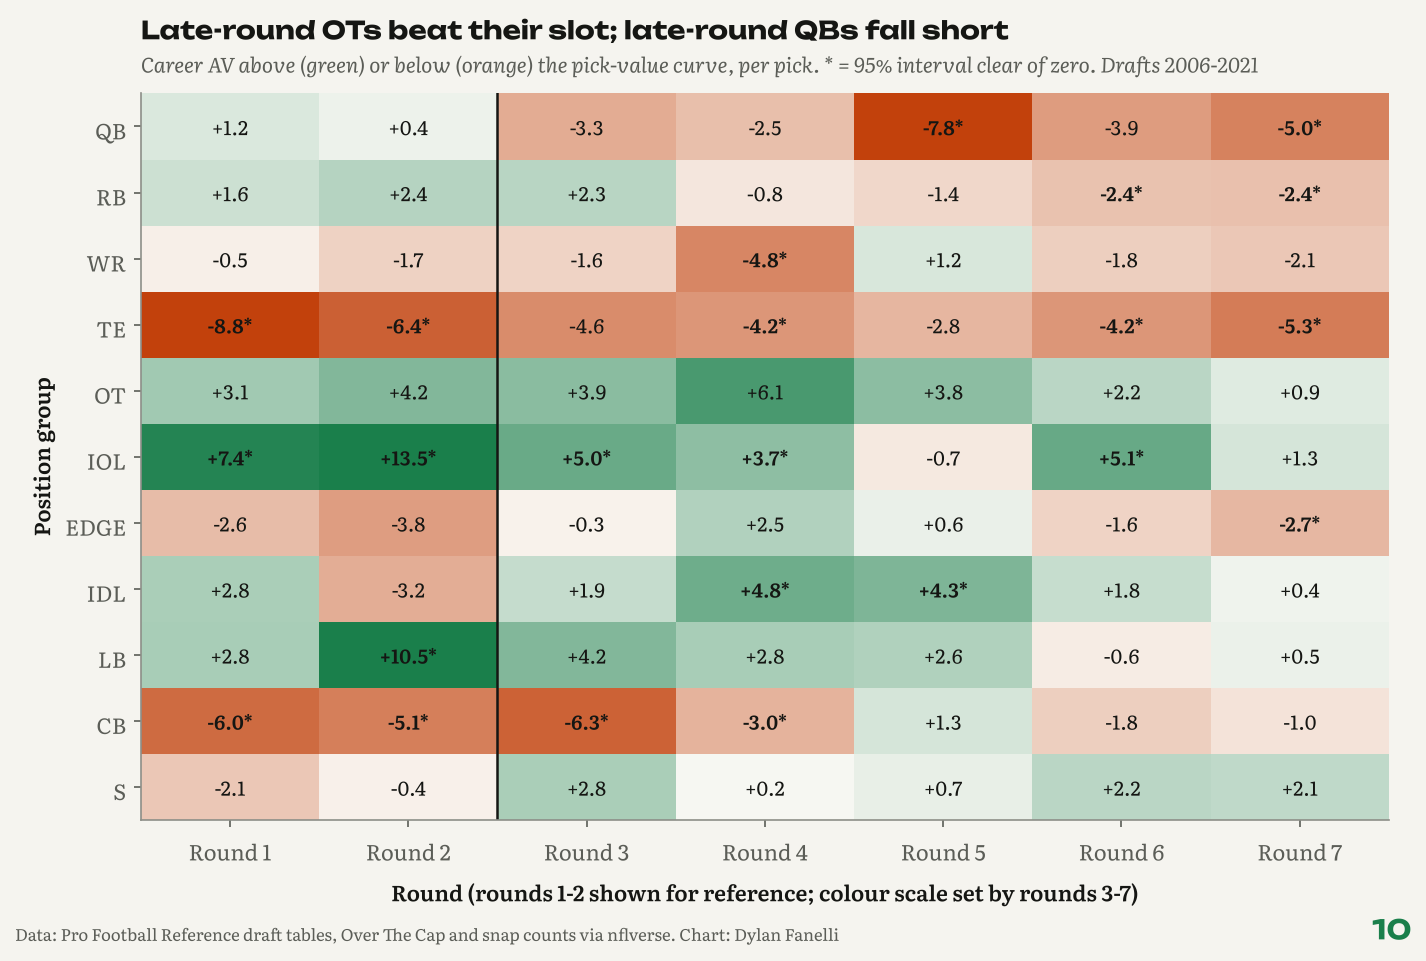 Late-round OTs beat their slot; late-round QBs fall short
Career AV above (green) or below (orange) the pick-value curve, per pick. * = 95% interval clear of zero. Drafts 2006-2021
QB +1.2 +0.4 -3.3 -2.5 -7.8* -3.9 -5.0*
RB +1.6 +2.4 +2.3 -0.8 -1.4 -2.4* -2.4*
WR -0.5 -1.7 -1.6 -4.8* +1.2 -1.8 -2.1
TE -8.8* -6.4* -4.6 -4.2* -2.8 -4.2* -5.3*
OT +3.1 +4.2 +3.9 +6.1 +3.8 +2.2 +0.9
IOL +7.4* +13.5* +5.0* +3.7* -0.7 +5.1* +1.3
EDGE -2.6 -3.8 -0.3 +2.5 +0.6 -1.6 -2.7*
IDL +2.8 -3.2 +1.9 +4.8* +4.3* +1.8 +0.4
LB +2.8 +10.5* +4.2 +2.8 +2.6 -0.6 +0.5
CB -6.0* -5.1* -6.3* -3.0* +1.3 -1.8 -1.0
S -2.1 -0.4 +2.8 +0.2 +0.7 +2.2 +2.1
Position group
Round 1 Round 2 Round 3 Round 4 Round 5 Round 6 Round 7
Round (rounds 1-2 shown for reference; colour scale set by rounds 3-7)
Data: Pro Football Reference draft tables, Over The Cap and snap counts via nflverse. Chart: Dylan Fanelli
10